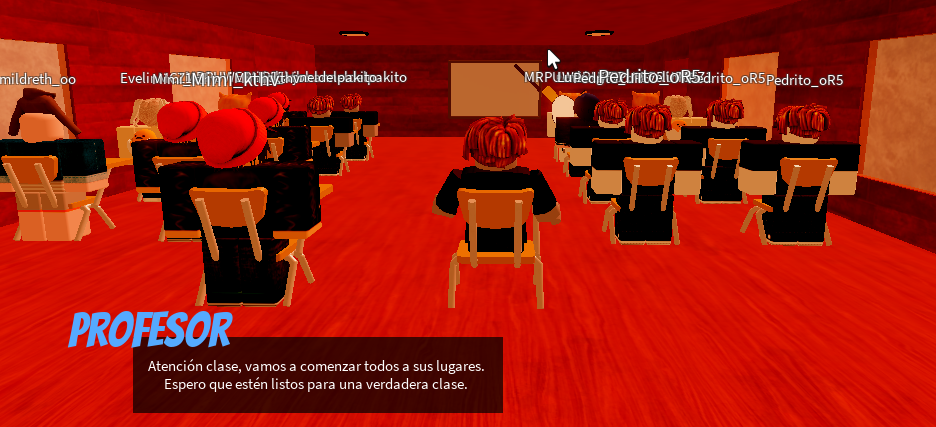 mildreth_oo
Mimi_kthv
Pedrito_oR5
Pedrito_oR5
PROFESOR
Atención clase, vamos a comenzar todos a sus lugares.
Espero que estén listos para una verdadera clase.